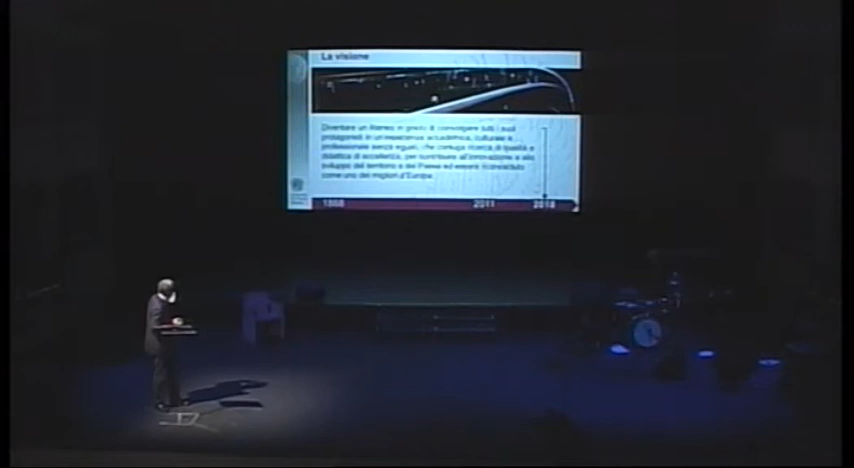 La visione
Diventare un Ateneo in grado di coinvolgere tutti i suoi
protagonisti in un'esperienza accademica, culturale e
professionale senza eguali, che coniuga ricerca di qualità e
didattica di eccellenza, per contribuire all'innovazione e allo
sviluppo del territorio e del Paese ed essere riconosciuto
come uno dei migliori d'Europa.
1998 2011 2018